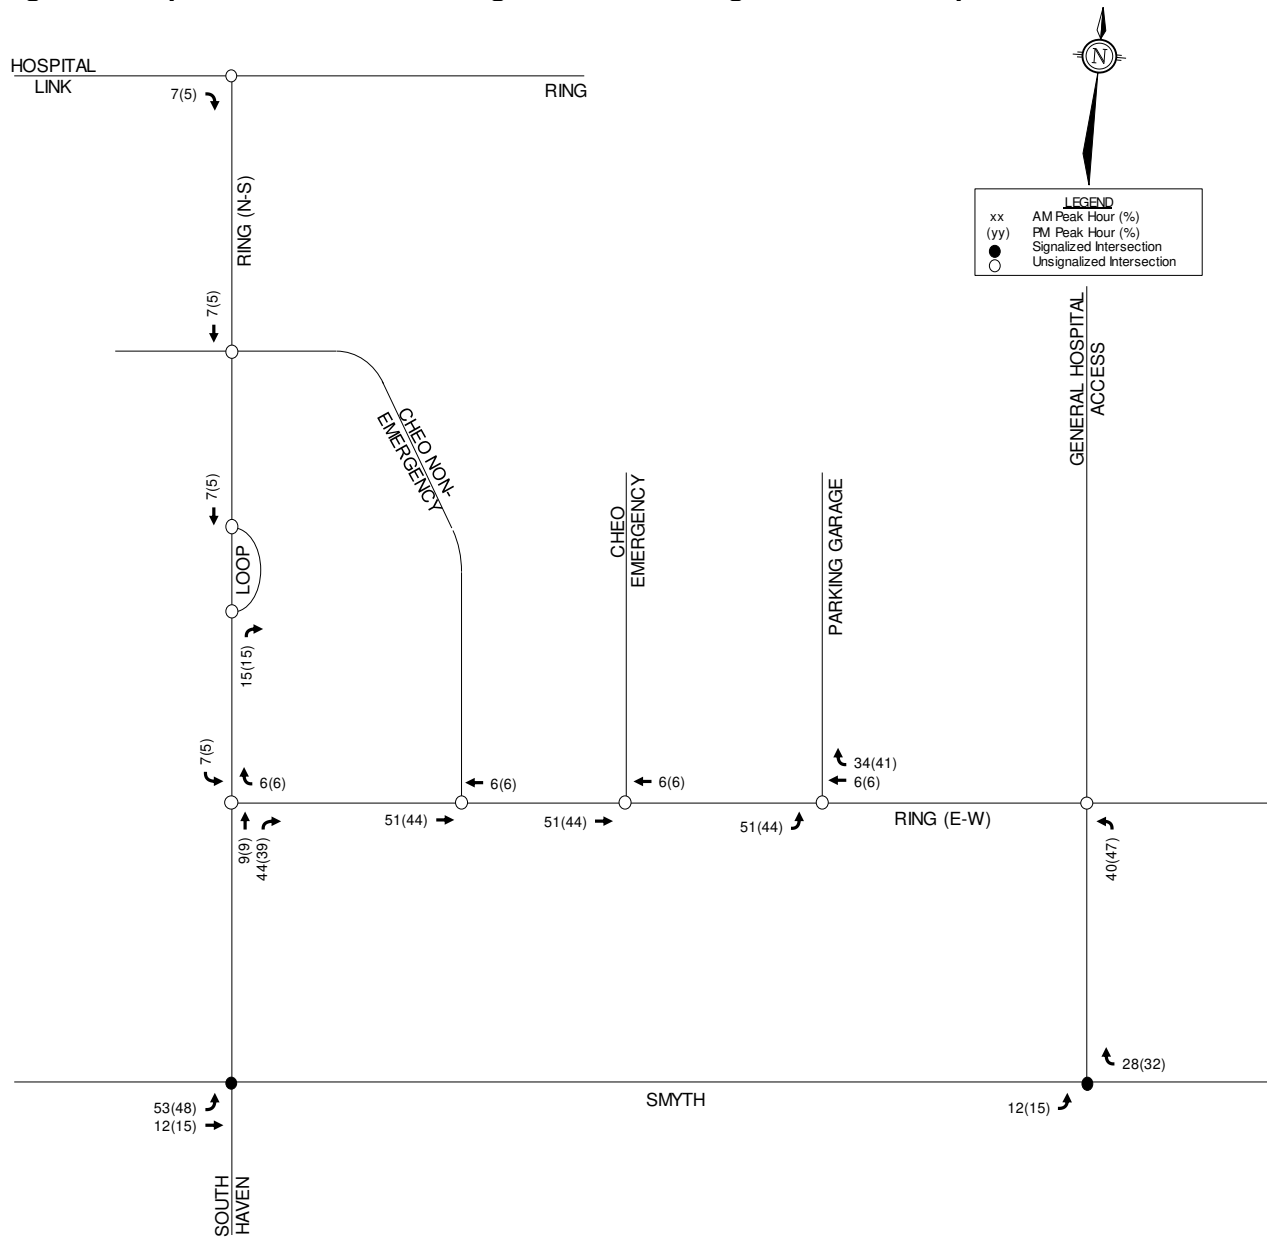 HOSPITAL
LINK
RING
7(5)
N
RING (N-S)
LEGEND
xx AM Peak Hour (%)
(yy) PM Peak Hour (%)
Signalized Intersection
Unsignalized Intersection
7(5)
GENERAL HOSPITAL
ACCESS
CHEO NON-
EMERGENCY
7(5)
LOOP
CHEO
EMERGENCY
PARKING GARAGE
15(15)
7(5)
6(6)
6(6)
6(6)
34(41)
6(6)
9(9)
44(39)
51(44)
51(44)
51(44)
RING (E-W)
40(47)
28(32)
SMYTH
53(48)
12(15)
12(15)
SOUTH
HAVEN